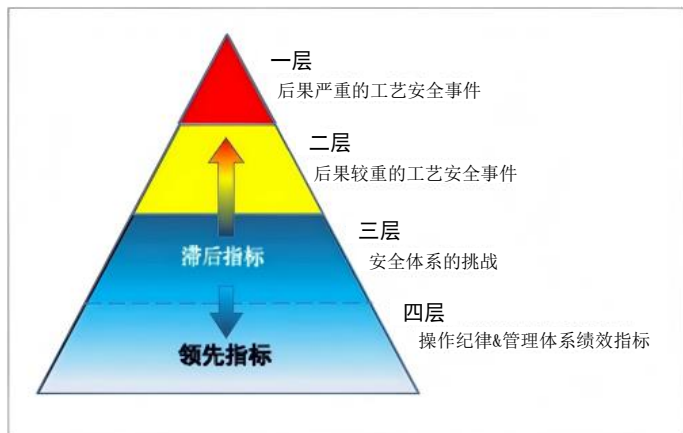 一层
后果严重的工艺安全事件
二层
后果较重的工艺安全事件
三层
滞后指标
安全体系的挑战
四层
操作纪律&管理体系绩效指标
领先指标